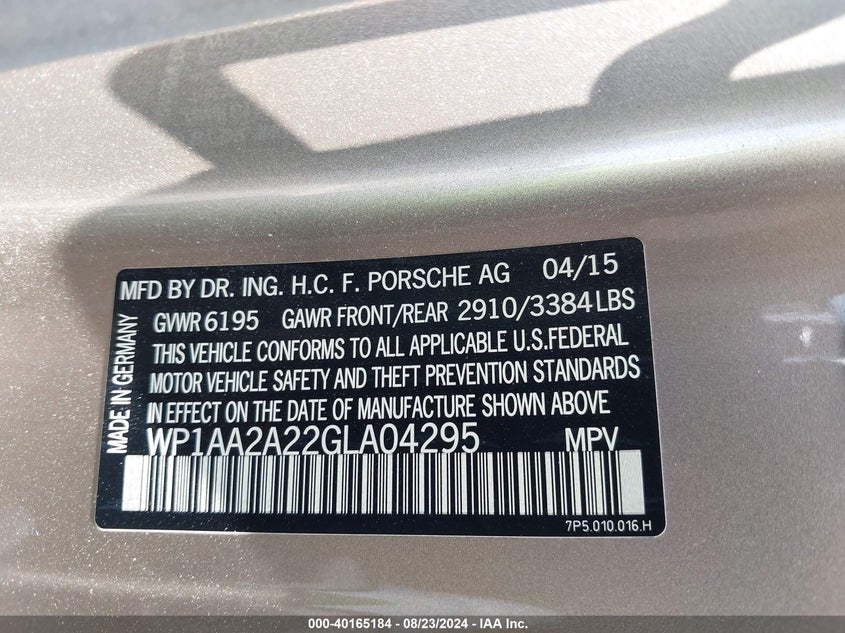 MFD BY DR. ING. H.C. F. PORSCHE AG 04/15
GVWR 6195 GAWR FRONT/REAR 2910/3384 LBS
THIS VEHICLE CONFORMS TO ALL APPLICABLE U.S.FEDERAL
MOTOR VEHICLE SAFETY AND THEFT PREVENTION STANDARDS
IN EFFECT ON THE DATE OF MANUFACTURE SHOWN ABOVE
WP1AA2A22GLA04295 MPV
MADE IN GERMANY
7P5.010.016.H
000-40165184 - 08/23/2024 - IAA Inc.